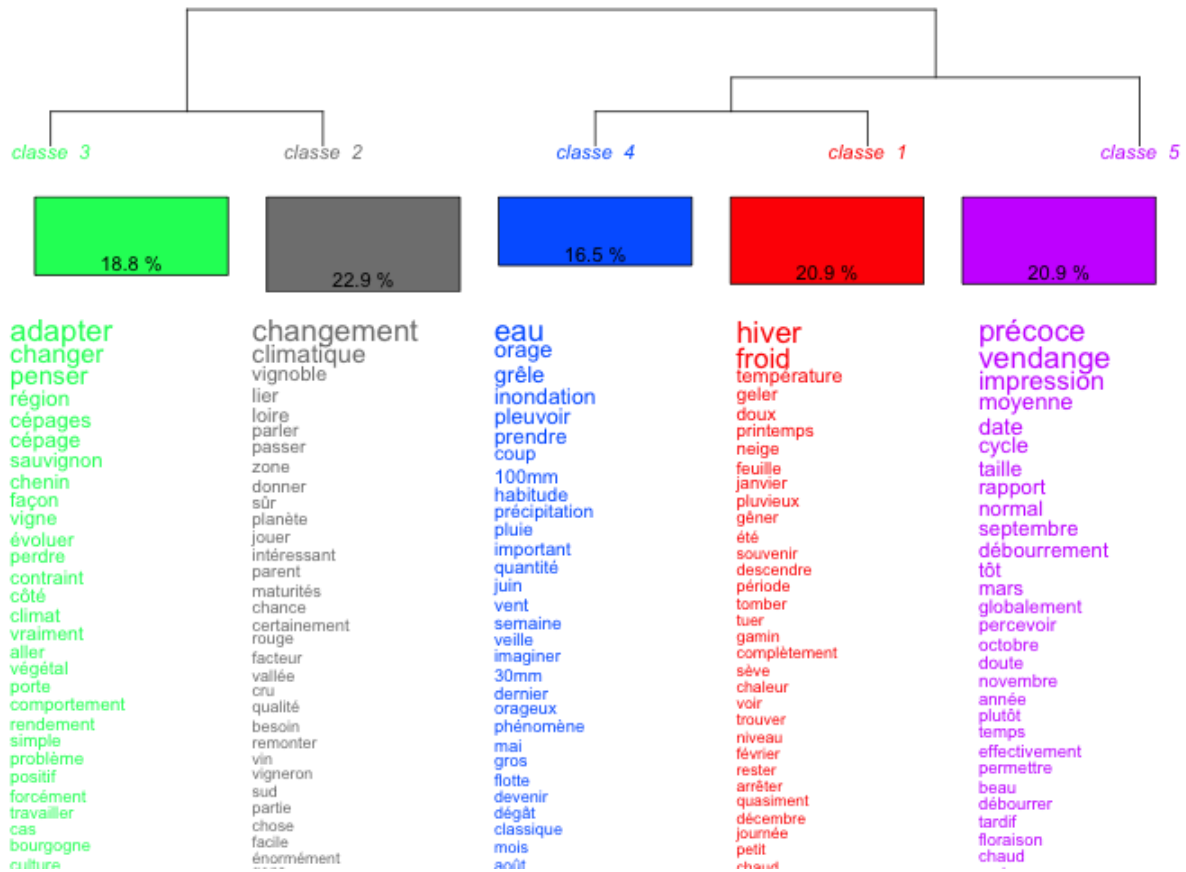 classe 3
classe 2
classe 4
classe 1
classe 5
18.8 %
22.9 %
16.5 %
20.9 %
20.9 %
adapter
changer
penser
région
cépages
cépage
sauvignon
chenin
façon
vigne
évoluer
perdre
contraint
côté
climat
vraiment
aller
végétal
porte
comportement
rendement
simple
problème
positif
forcément
travailler
cas
bourgogne
culture
changement
climatique
vignoble
lier
loire
parler
passer
zone
donner
sûr
planète
jouer
intéressant
parent
maturités
chance
certainement
rouge
facteur
vallée
cru
qualité
besoin
remonter
vin
vigneron
sud
partie
chose
facile
énormément
eau
orage
grêle
inondation
pleuvoir
prendre
coup
100mm
habitude
précipitation
pluie
important
quantité
juin
vent
semaine
veille
imaginer
30mm
dernier
orageux
phénomène
mai
gros
flotte
devenir
dégât
classique
mois
août
hiver
froid
température
geler
doux
printemps
neige
feuille
janvier
pluvieux
gêner
été
souvenir
descendre
période
tomber
tuer
gamin
complètement
sève
chaleur
voir
trouver
niveau
février
rester
arrêter
quasiment
décembre
journée
petit
chaud
précoce
vendange
impression
moyenne
date
cycle
taille
rapport
normal
septembre
débourrement
tôt
mars
globalement
percevoir
octobre
doute
novembre
année
plutôt
temps
effectivement
permettre
beau
débourrer
tardif
floraison
chaud